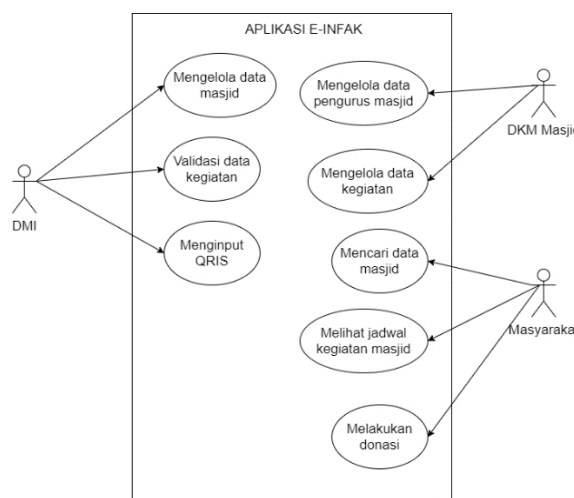 APLIKASI E-INFAK
Mengelola data
masjid
Mengelola data
pengurus masjid
DKM Masjid
Validasi data
kegiatan
Mengelola data
kegiatan
DMI
Menginput
QRIS
Mencari data
masjid
Melihat jadwal
kegiatan masjid
Masyaraka
Melakukan
donasi